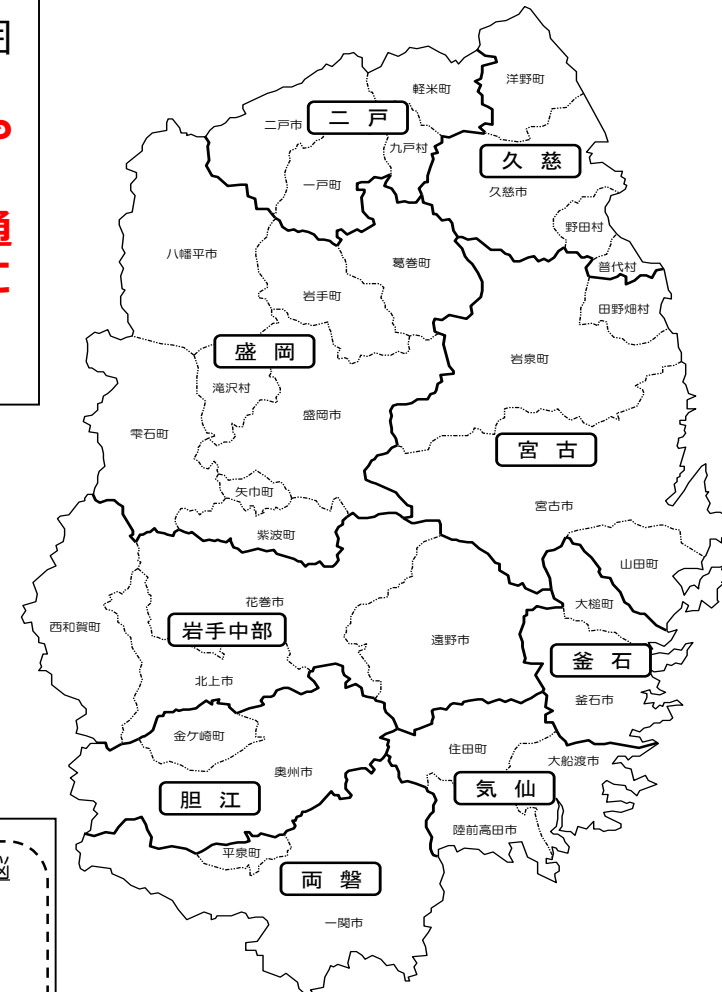 洋野町
軽米町
二戸市
二戸
九戸村
久慈
一戸町
久慈市
野田村
八幡平市
葛巻町
普代村
岩手町
田野畑村
盛岡
岩泉町
滝沢村
盛岡市
雫石町
宮古
矢巾町
宮古市
紫波町
山田町
花巻市
大槌町
西和賀町
岩手中部
遠野市
釜石
北上市
釜石市
金ケ崎町
住田町
大船渡市
奥州市
胆江
気仙
陸前高田市
平泉町
両磐
一関市